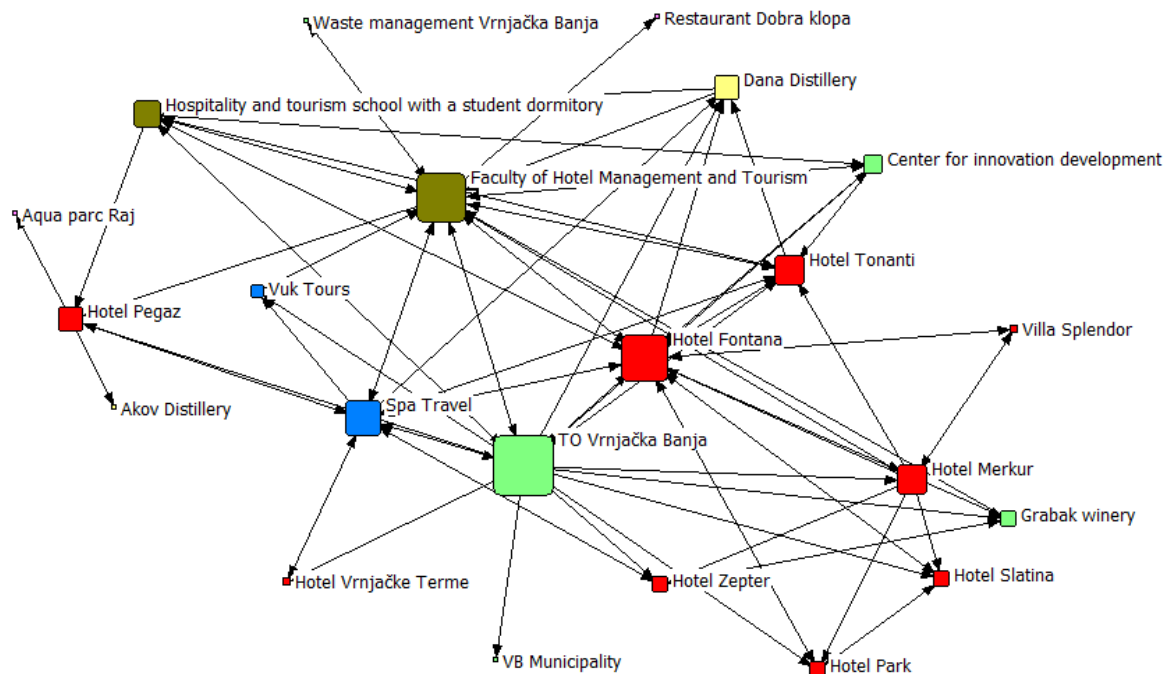 Waste management Vrnjačka Banja
Restaurant Dobra klopa
Dana Distillery
Hospitality and tourism school with a student dormitory
Center for innovation development
Faculty of Hotel Management and Tourism
Aqua parc Raj
Hotel Tonanti
Vuk Tours
Hotel Pegaz
Villa Splendor
Hotel Fontana
Akov Distillery
Spa Travel
TO Vrnjačka Banja
Hotel Merkur
Grabak winery
Hotel Vrnjačke Terme
Hotel Zepter
Hotel Slatina
VB Municipality
Hotel Park